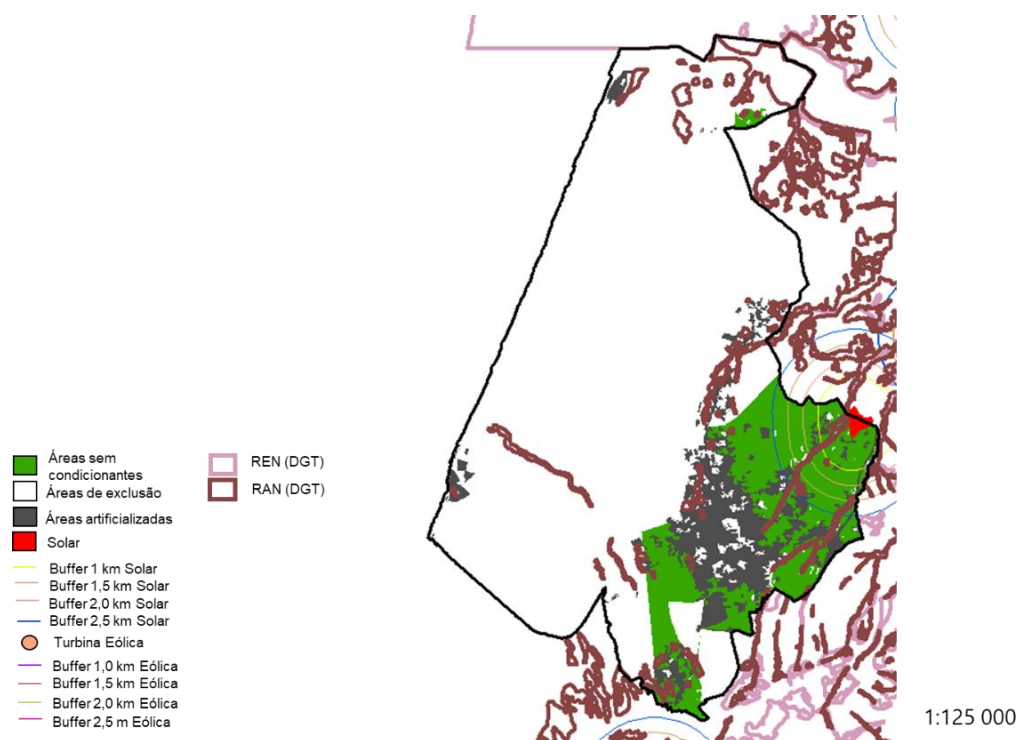 Áreas sem
condicionantes
Áreas de exclusão
Áreas artificializadas
Solar
Buffer 1 km Solar
Buffer 1,5 km Solar
Buffer 2,0 km Solar
Buffer 2,5 km Solar
Turbina Eólica
Buffer 1,0 km Eólica
Buffer 1,5 km Eólica
Buffer 2,0 km Eólica
Buffer 2,5 m Eólica
REN (DGT)
RAN (DGT)
1:125 000